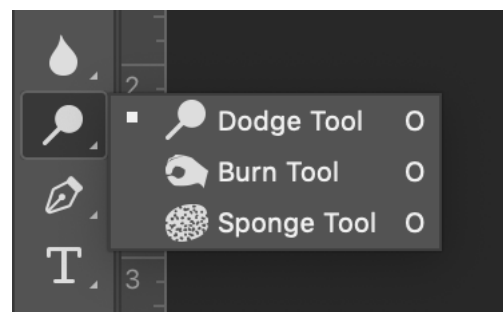 2
Dodge Tool O
Burn Tool O
Sponge Tool O
T
3